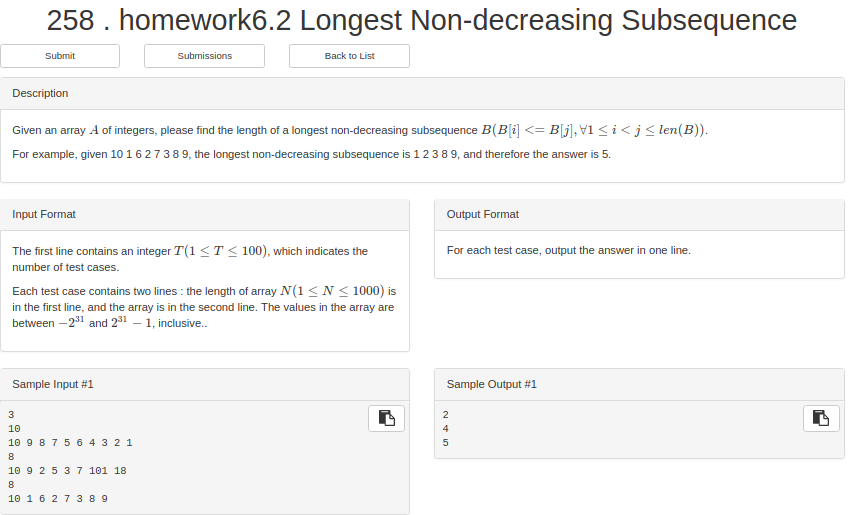 258 . homework6.2 Longest Non-decreasing Subsequence
Submit
Submissions
Back to List
Description
Given an array A of integers, please find the length of a longest non-decreasing subsequence B(B[i] <= B[j], ∀1 ≤ i < j ≤ len(B)).
For example, given 10 1 6 2 7 3 8 9, the longest non-decreasing subsequence is 1 2 3 8 9, and therefore the answer is 5.
Input Format
The first line contains an integer T(1 ≤ T ≤ 100), which indicates the
number of test cases.
Each test case contains two lines : the length of array N(1 ≤ N ≤ 1000) is
in the first line, and the array is in the second line. The values in the array are
between −2^31 and 2^31 − 1, inclusive..
Output Format
For each test case, output the answer in one line.
Sample Input #1
3
10
10 9 8 7 5 6 4 3 2 1
8
10 9 2 5 3 7 101 18
8
10 1 6 2 7 3 8 9
Sample Output #1
2
4
5